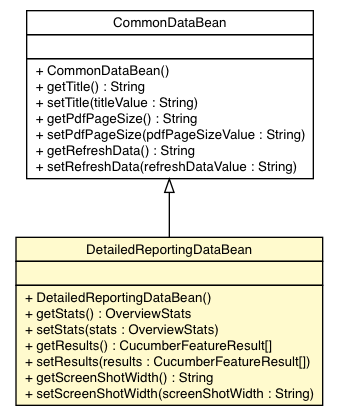 CommonDataBean
+ CommonDataBean()
+ getTitle() : String
+ setTitle(titleValue : String)
+ getPdfPageSize() : String
+ setPdfPageSize(pdfPageSizeValue : String)
+ getRefreshData() : String
+ setRefreshData(refreshDataValue : String)
DetailedReportingDataBean
+ DetailedReportingDataBean()
+ getStats() : OverviewStats
+ setStats(stats : OverviewStats)
+ getResults() : CucumberFeatureResult[]
+ setResults(results : CucumberFeatureResult[])
+ getScreenShotWidth() : String
+ setScreenShotWidth(screenShotWidth : String)